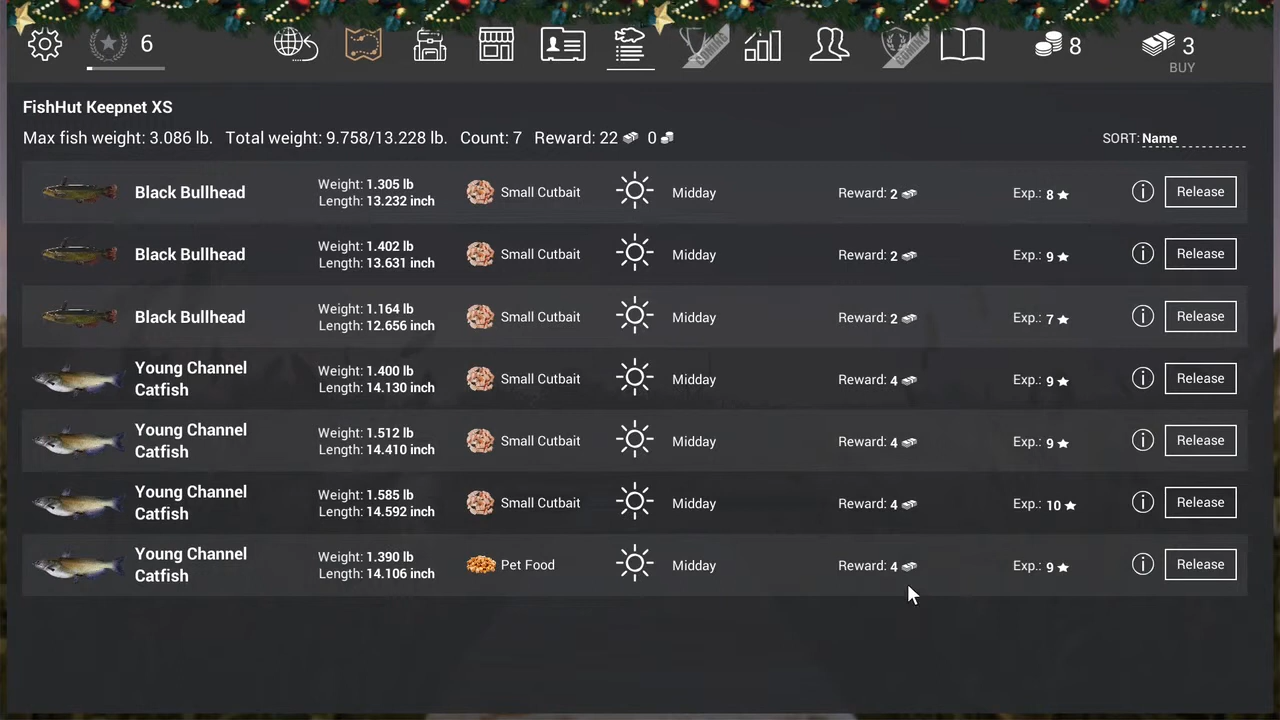 6
8
3
BUY
COMING
COMING
FishHut Keepnet XS
Max fish weight: 3.086 lb. Total weight: 9.758/13.228 lb. Count: 7 Reward: 22 0
SORT: Name
Black Bullhead
Weight: 1.305 lb
Length: 13.232 inch
Small Cutbait
Midday
Reward: 2
Exp.: 8
Release
Black Bullhead
Weight: 1.402 lb
Length: 13.631 inch
Small Cutbait
Midday
Reward: 2
Exp.: 9
Release
Black Bullhead
Weight: 1.164 lb
Length: 12.656 inch
Small Cutbait
Midday
Reward: 2
Exp.: 7
Release
Young Channel
Catfish
Weight: 1.400 lb
Length: 14.130 inch
Small Cutbait
Midday
Reward: 4
Exp.: 9
Release
Young Channel
Catfish
Weight: 1.512 lb
Length: 14.410 inch
Small Cutbait
Midday
Reward: 4
Exp.: 9
Release
Young Channel
Catfish
Weight: 1.585 lb
Length: 14.592 inch
Small Cutbait
Midday
Reward: 4
Exp.: 10
Release
Young Channel
Catfish
Weight: 1.390 lb
Length: 14.106 inch
Pet Food
Midday
Reward: 4
Exp.: 9
Release